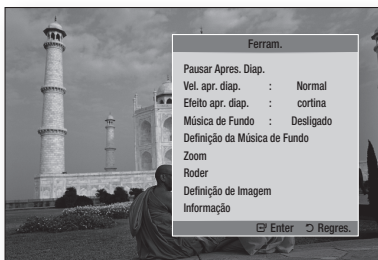 Ferram.
Pausar Apres. Diap.
Vel. apr. diap. : Normal
Efeito apr. diap. : cortina
Música de Fundo : Desligado
Definição da Música de Fundo
Zoom
Roder
Definição de Imagem
Informação
Enter Regres.